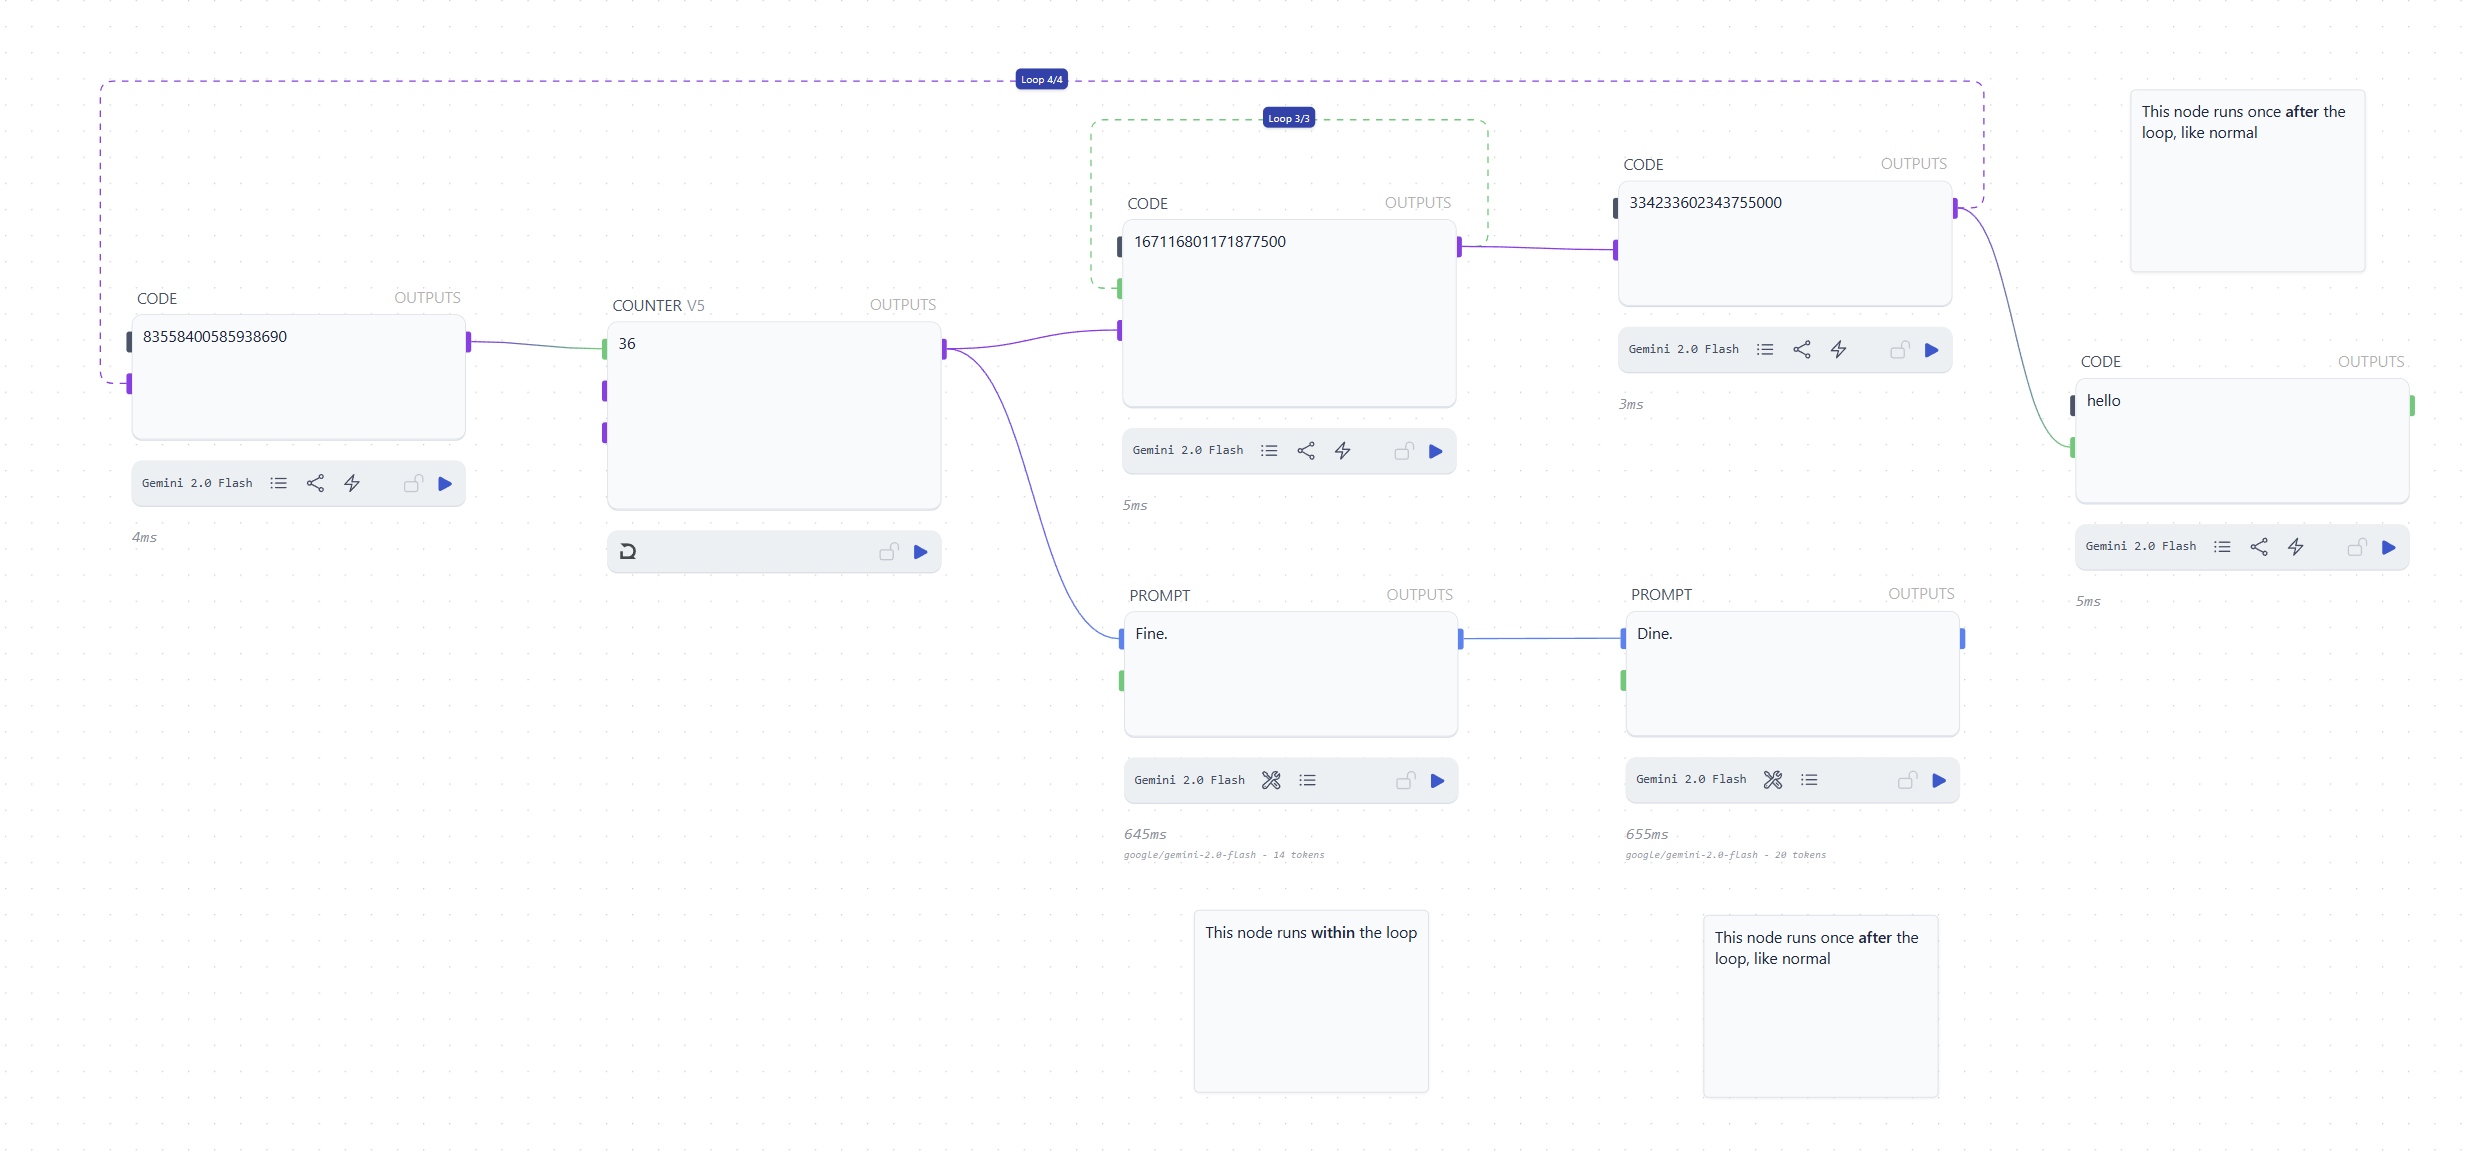 Loop 4/4
Loop 3/3
This node runs once after the
loop, like normal
CODE
OUTPUTS
334233602343755000
Gemini 2.0 Flash
3ms
CODE
OUTPUTS
167116801171877500
Gemini 2.0 Flash
5ms
CODE
OUTPUTS
83558400585938690
Gemini 2.0 Flash
4ms
COUNTER V5
OUTPUTS
36
CODE
OUTPUTS
hello
Gemini 2.0 Flash
5ms
PROMPT
OUTPUTS
Fine.
Gemini 2.0 Flash
645ms
google/gemini-2.0-flash - 14 tokens
PROMPT
OUTPUTS
Dine.
Gemini 2.0 Flash
655ms
google/gemini-2.0-flash - 20 tokens
This node runs within the loop
This node runs once after the
loop, like normal